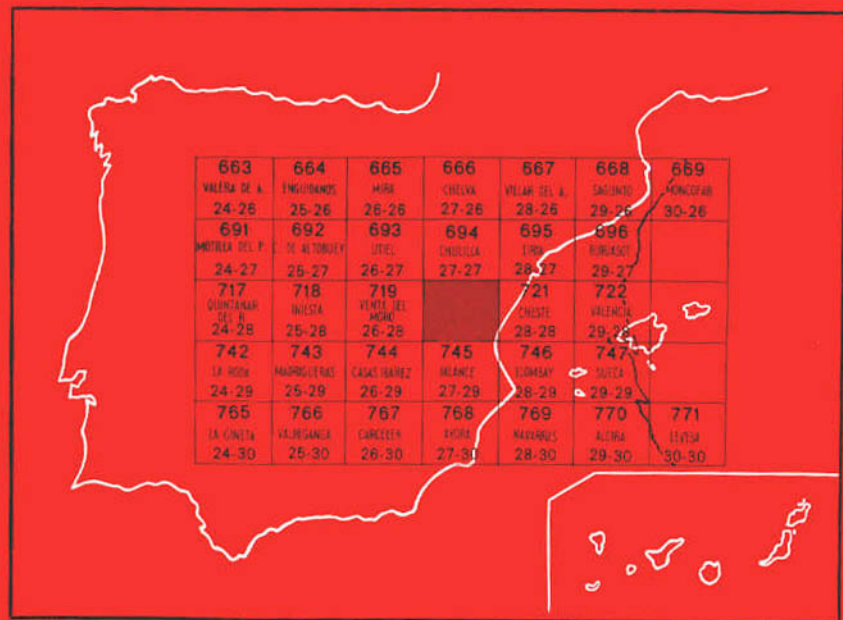 663 664 665 666 667 668 669
VALERA DE A. ENGUIDANOS MIRA CHELVA VILLAR DEL A. SAGUNTO MONCOFAR
24-26 25-26 26-26 27-26 28-26 29-26 30-26
691 692 693 694 695 696
MOTILLA DEL P. C. DE ALTOBUEY UTIEL CHULILLA LIRIA BURJASOT
24-27 25-27 26-27 27-27 28-27 29-27
717 718 719 721 722
QUINTANAR DEL R. INIESTA VENTA DEL MORO CHESTE VALENCIA
24-28 25-28 26-28 28-28 29-28
742 743 744 745 746 747
LA RODA MADRIGUERAS CASAS IBAÑEZ JALANCE LLOMBAY SUECA
24-29 25-29 26-29 27-29 28-29 29-29
765 766 767 768 769 770 771
LA GINETA VALDEGANGA CARCELEN AYORA NAVARRES ALCIRA
24-30 25-30 26-30 27-30 28-30 29-30 30-30